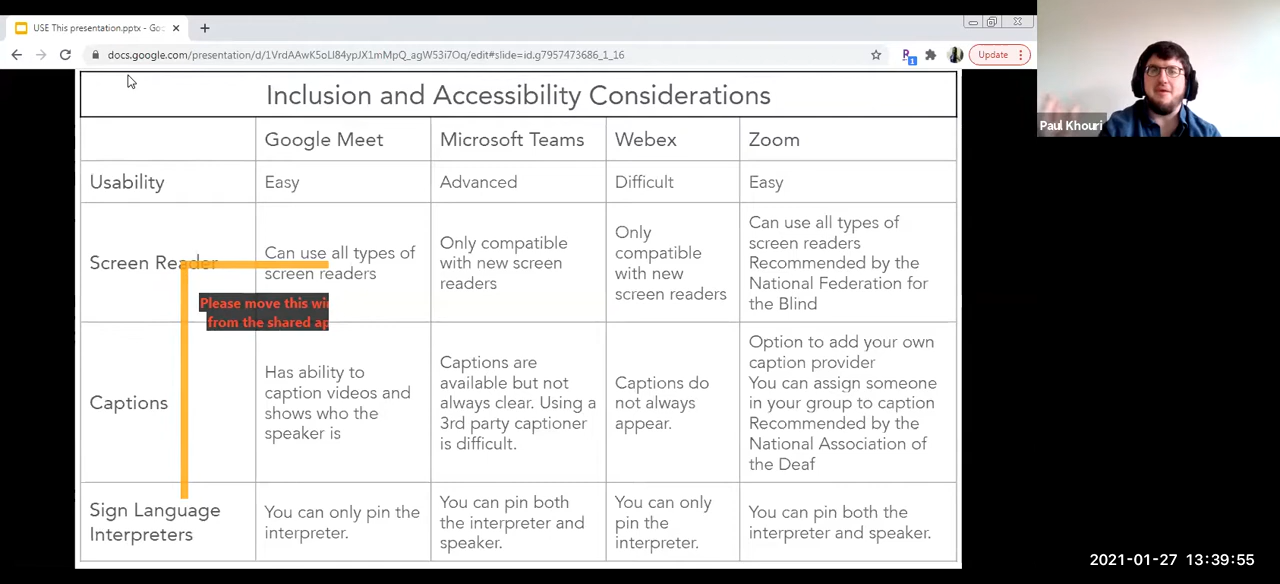 USE This presentation.pptx - Go
docs.google.com/presentation/d/1VrdAAwK5oLl84ypJX1mMpQ_agW53i7Oq/edit#slide=id.g7957473686_1_16
1
Update
Paul Khouri
Inclusion and Accessibility Considerations
Google Meet
Microsoft Teams
Webex
Zoom
Usability
Easy
Advanced
Difficult
Easy
Screen Reader
Can use all types of
screen readers
Only compatible
with new screen
readers
Only
compatible
with new
screen readers
Can use all types of
screen readers
Recommended by the
National Federation for
the Blind
Please move this wi
from the shared ap
Captions
Has ability to
caption videos and
shows who the
speaker is
Captions are
available but not
always clear. Using a
3rd party captioner
is difficult.
Captions do
not always
appear.
Option to add your own
caption provider
You can assign someone
in your group to caption
Recommended by the
National Association of
the Deaf
Sign Language
Interpreters
You can only pin the
interpreter.
You can pin both
the interpreter and
speaker.
You can only
pin the
interpreter.
You can pin both the
interpreter and speaker.
2021-01-27 13:39:55